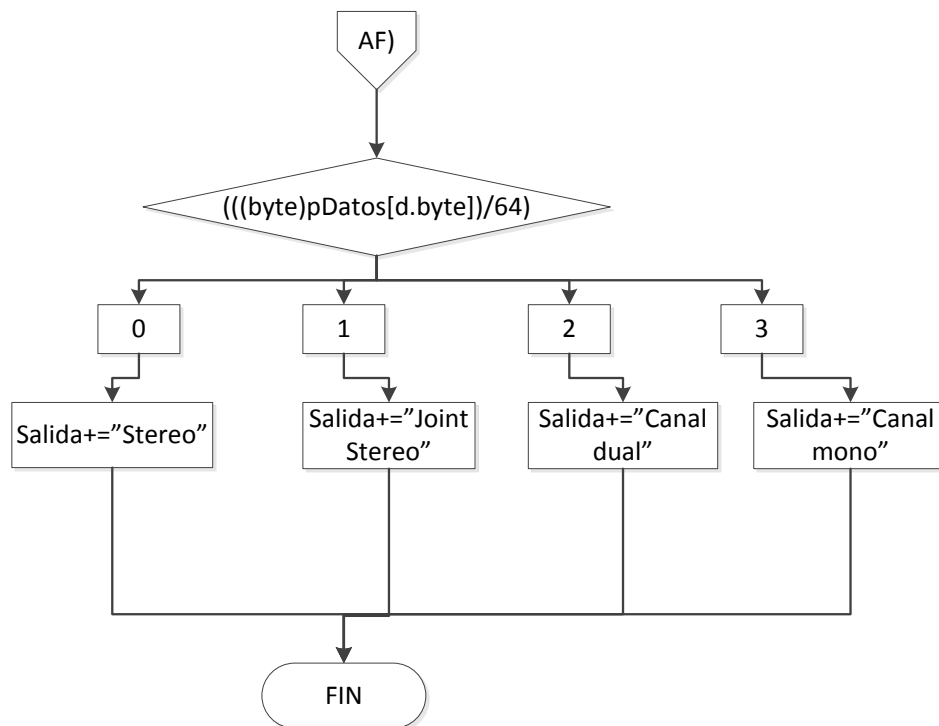 AF)
(((byte)pDatos[d.byte])/64)
0
1
2
3
Salida+=”Stereo”
Salida+=”Joint
Stereo”
Salida+=”Canal
dual”
Salida+=”Canal
mono”
FIN